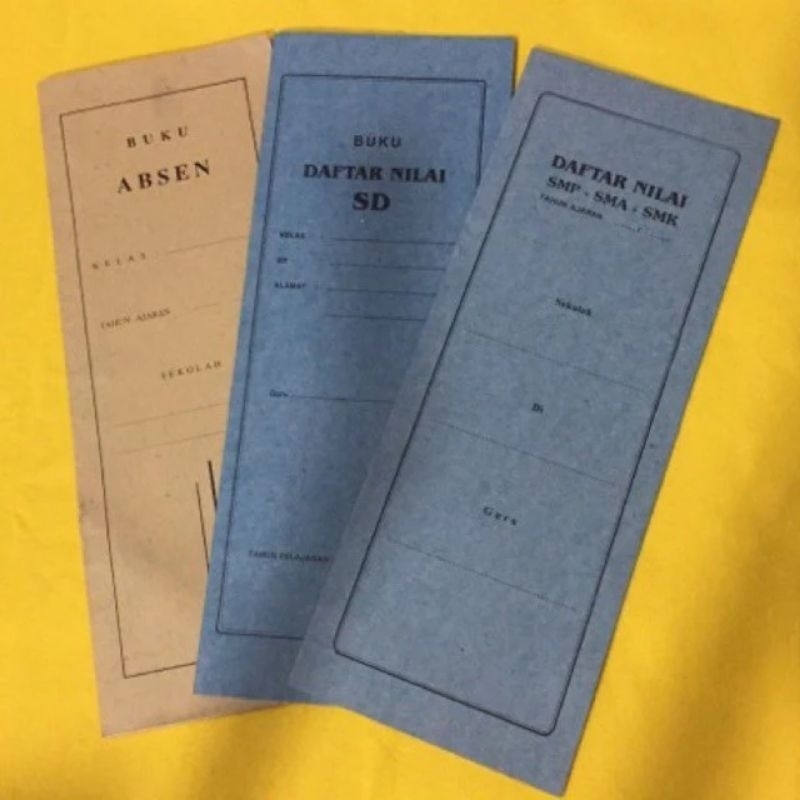 BUKU
ABSEN
KELAS :
TAHUN AJARAN
SEKOLAH
BUKU
DAFTAR NILAI
SD
KELAS :
SD
ALAMAT :
Guru
TAHUN PELAJARAN
DAFTAR NILAI
SMP - SMA - SMK
TAHUN AJARAN / 
Sekolah
Di
Guru